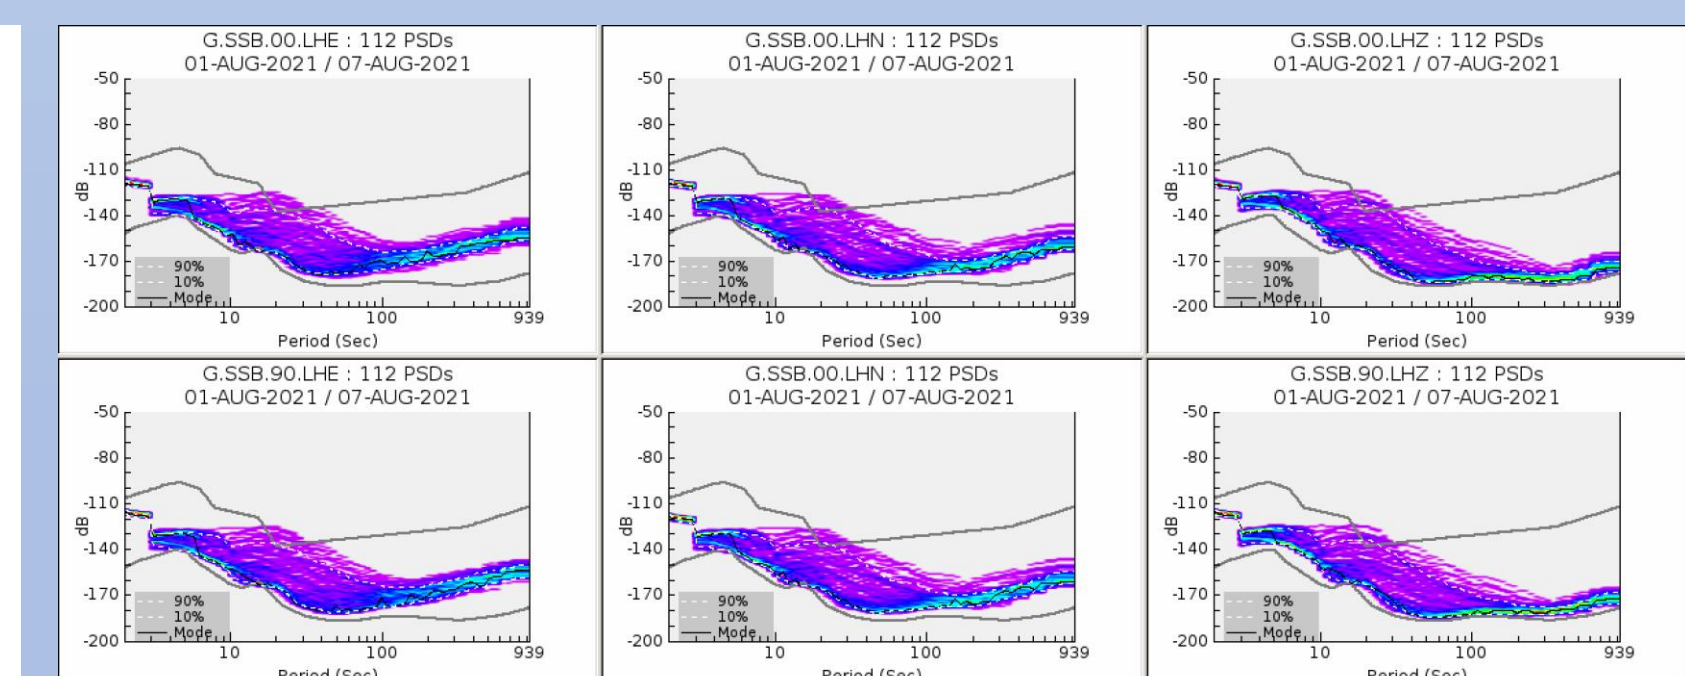 G.SSB.00.LHE : 112 PSDs
01-AUG-2021 / 07-AUG-2021
-50
-80
-110
-140
-170
-200
dB
90%
10%
Mode
10 100 939
Period (Sec)
G.SSB.00.LHN : 112 PSDs
01-AUG-2021 / 07-AUG-2021
-50
-80
-110
-140
-170
-200
dB
90%
10%
Mode
10 100 939
Period (Sec)
G.SSB.00.LHZ : 112 PSDs
01-AUG-2021 / 07-AUG-2021
-50
-80
-110
-140
-170
-200
dB
90%
10%
Mode
10 100 939
Period (Sec)
G.SSB.90.LHE : 112 PSDs
01-AUG-2021 / 07-AUG-2021
-50
-80
-110
-140
-170
-200
dB
90%
10%
Mode
10 100 939
Period (Sec)
G.SSB.00.LHN : 112 PSDs
01-AUG-2021 / 07-AUG-2021
-50
-80
-110
-140
-170
-200
dB
90%
10%
Mode
10 100 939
Period (Sec)
G.SSB.90.LHZ : 112 PSDs
01-AUG-2021 / 07-AUG-2021
-50
-80
-110
-140
-170
-200
dB
90%
10%
Mode
10 100 939
Period (Sec)